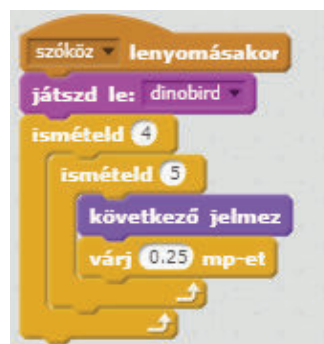 szóköz lenyomásakor
játszd le: dinobird
ismételd 4
ismételd 5
következő jelmez
várj 0.25 mp-et